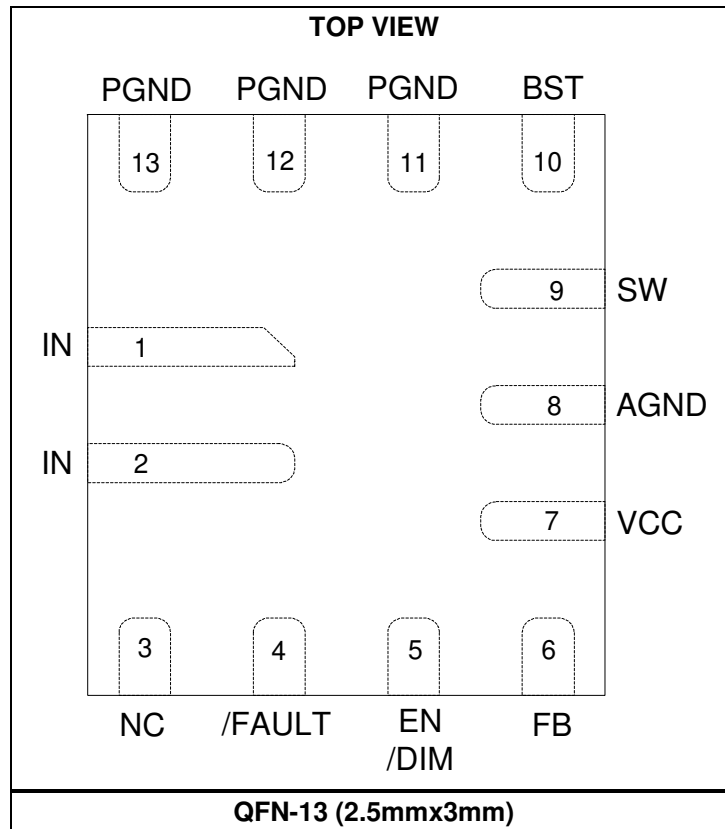 TOP VIEW
PGND PGND PGND BST
13 12 11 10
9 SW
IN 1
8 AGND
IN 2
7 VCC
3 4 5 6
NC /FAULT EN FB
/DIM
QFN-13 (2.5mmx3mm)